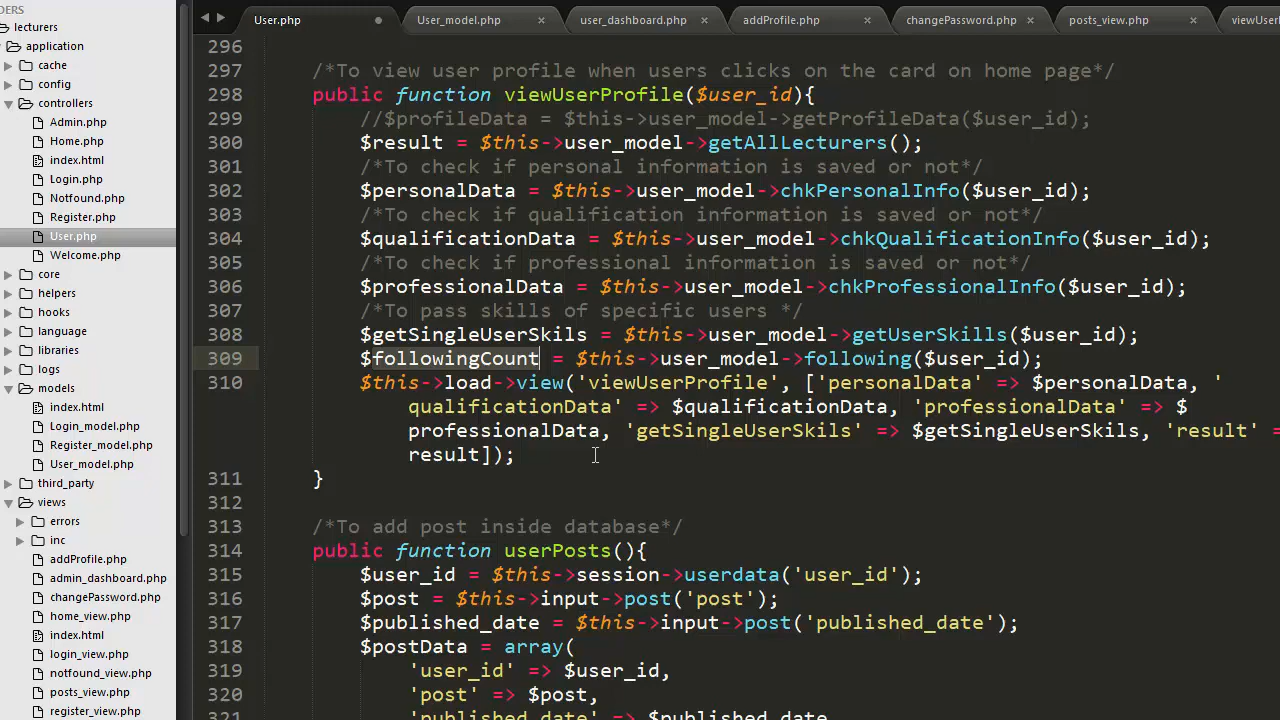 DERS
lecturers
application
cache
config
controllers
Admin.php
Home.php
index.html
Login.php
Notfound.php
Register.php
User.php
Welcome.php
core
helpers
hooks
language
libraries
logs
models
index.html
Login_model.php
Register_model.php
User_model.php
third_party
views
errors
inc
addProfile.php
admin_dashboard.php
changePassword.php
home_view.php
index.html
login_view.php
notfound_view.php
posts_view.php
register_view.php
User.php User_model.php user_dashboard.php addProfile.php changePassword.php posts_view.php viewUserP
296
297 /*To view user profile when users clicks on the card on home page*/
298 public function viewUserProfile($user_id){
299 //$profileData = $this->user_model->getProfileData($user_id);
300 $result = $this->user_model->getAllLecturers();
301 /*To check if personal information is saved or not*/
302 $personalData = $this->user_model->chkPersonalInfo($user_id);
303 /*To check if qualification information is saved or not*/
304 $qualificationData = $this->user_model->chkQualificationInfo($user_id);
305 /*To check if professional information is saved or not*/
306 $professionalData = $this->user_model->chkProfessionalInfo($user_id);
307 /*To pass skills of specific users */
308 $getSingleUserSkils = $this->user_model->getUserSkills($user_id);
309 $followingCount = $this->user_model->following($user_id);
310 $this->load->view('viewUserProfile', ['personalData' => $personalData, '
qualificationData' => $qualificationData, 'professionalData' => $
professionalData, 'getSingleUserSkils' => $getSingleUserSkils, 'result' =
result]);
311 }
312
313 /*To add post inside database*/
314 public function userPosts(){
315 $user_id = $this->session->userdata('user_id');
316 $post = $this->input->post('post');
317 $published_date = $this->input->post('published_date');
318 $postData = array(
319 'user_id' => $user_id,
320 'post' => $post,
321 'published_date' => $published_date